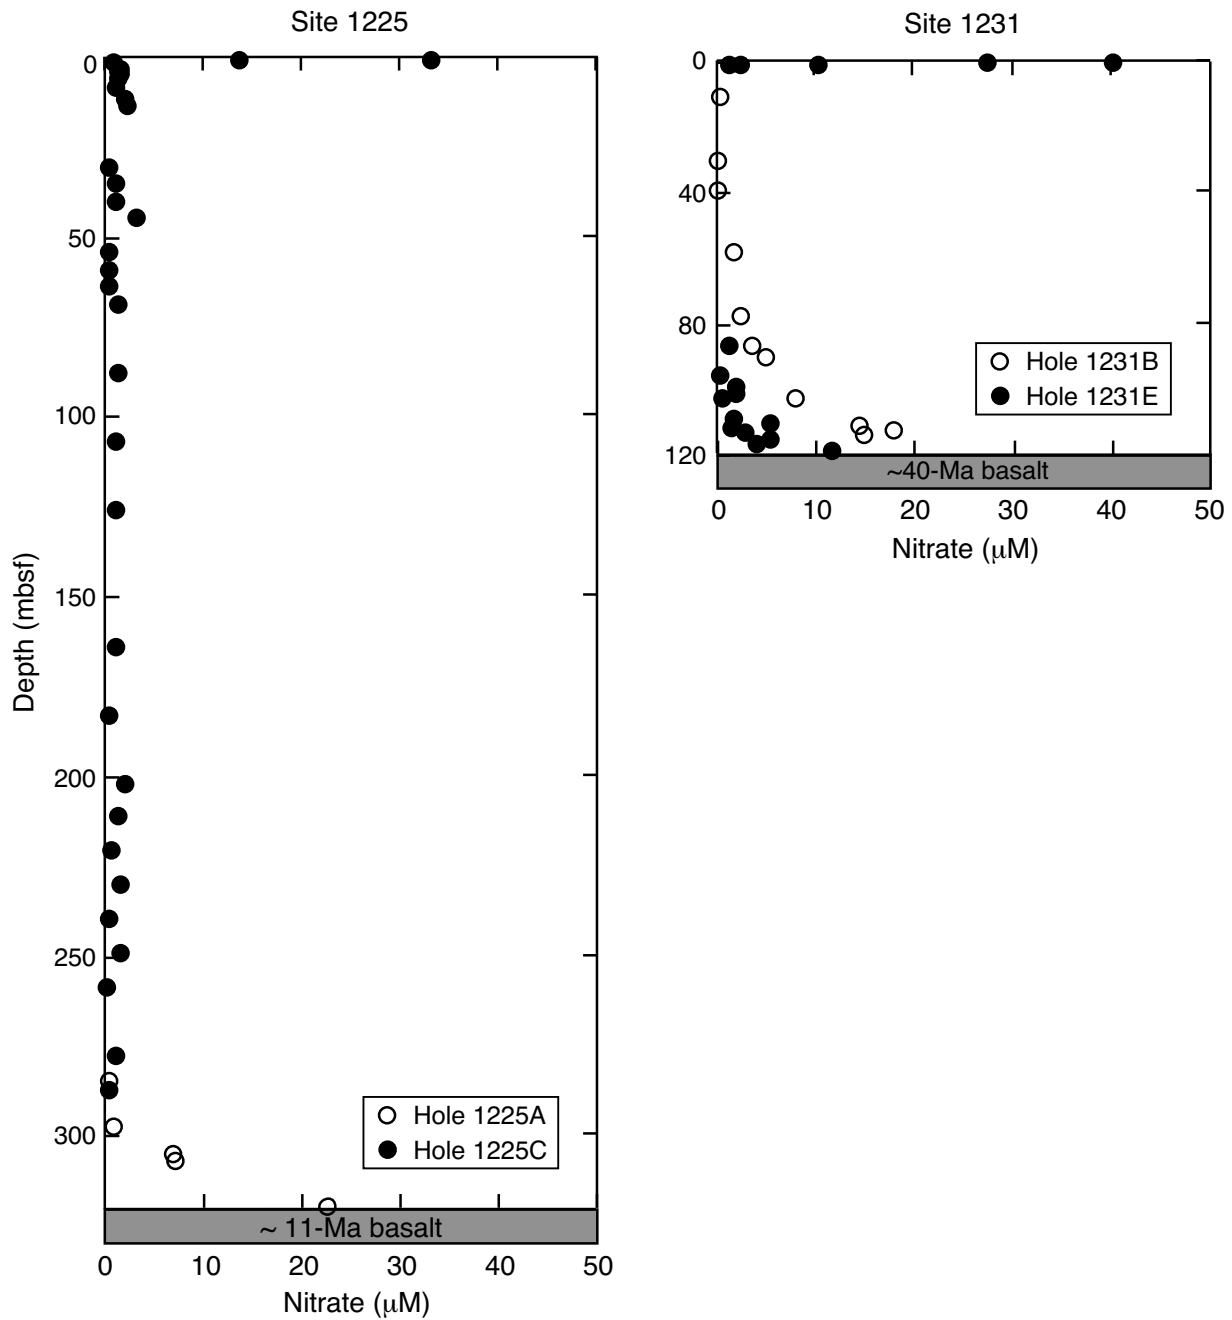 Site 1225
0
50
100
150
200
250
300
Depth (mbsf)
Hole 1225A
Hole 1225C
~ 11-Ma basalt
0 10 20 30 40 50
Nitrate (μM)
Site 1231
0
40
80
120
Hole 1231B
Hole 1231E
~40-Ma basalt
0 10 20 30 40 50
Nitrate (μM)